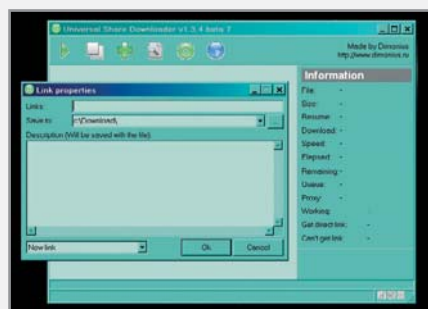 Universal Share Downloader v1.3.4 beta 7
Made by Dimonius
http://www.dimonius.ru
Information
File: -
Size: -
Resume: -
Download: -
Speed: -
Elapsed: -
Remaining: -
Queue: -
Proxy: -
Working: -
Get direct link: -
Can't get link: -
Link properties
Links:
Save to: c:\Download\
...
Description (Will be saved with the file)
New link
Ok
Cancel